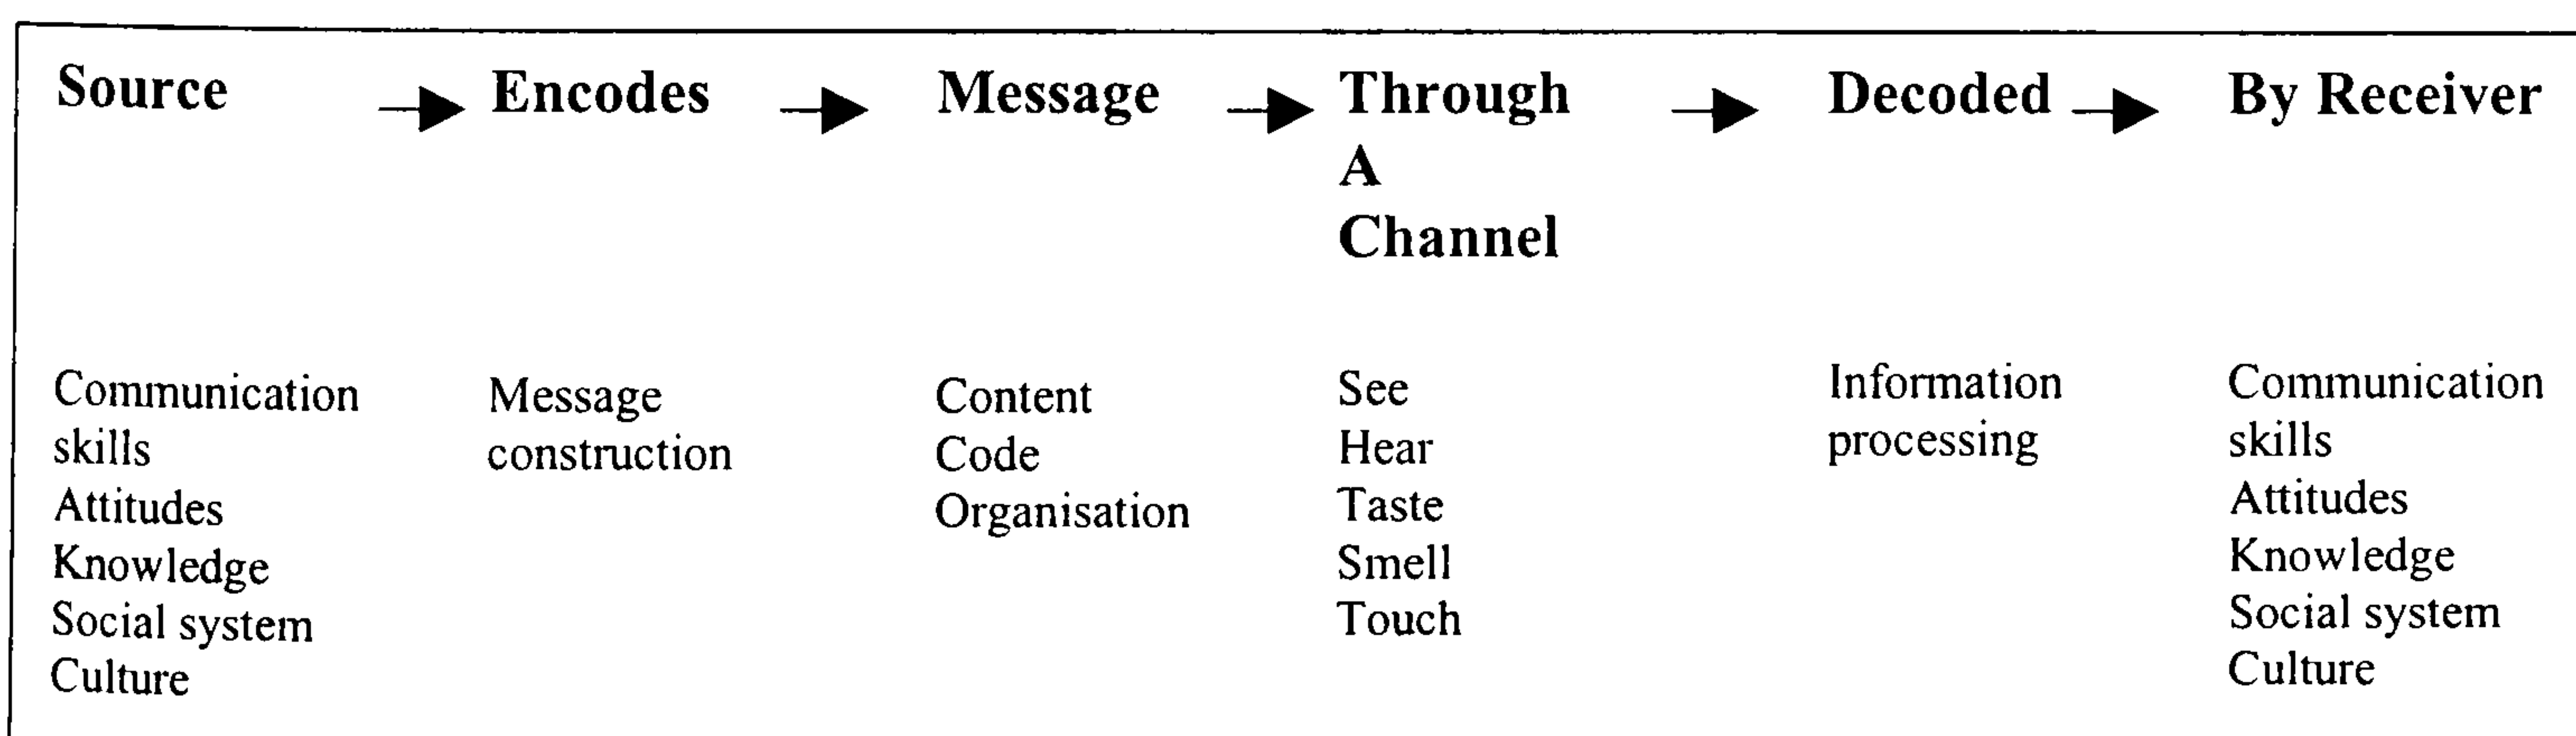 Source → Encodes → Message → Through → Decoded → By Receiver
A
Channel
Communication Message Content See Information Communication
skills construction Code Hear processing skills
Attitudes Organisation Taste Attitudes
Knowledge Smell Knowledge
Social system Touch Social system
Culture Culture